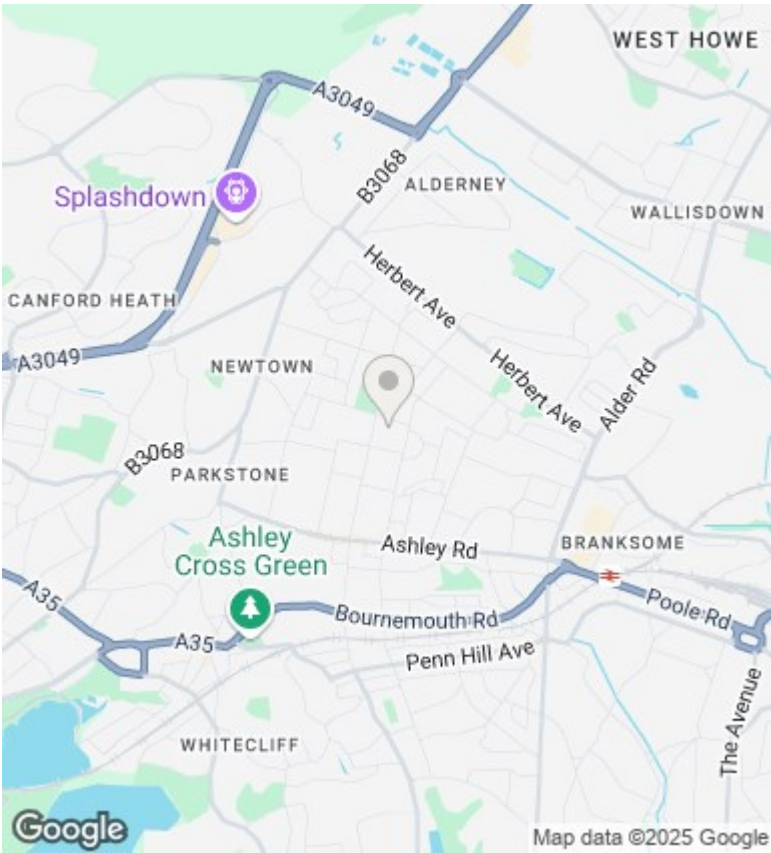 WEST HOWE
A3049
B3068
ALDERNEY
Splashdown
WALLISDOWN
Herbert Ave
CANFORD HEATH
A3049
NEWTOWN
Herbert Ave
Alder Rd
B3068
PARKSTONE
Ashley
Cross Green
Ashley Rd
BRANKSOME
A35
Bournemouth Rd
Poole Rd
A35
Penn Hill Ave
The Avenue
WHITECLIFF
Google
Map data ©2025 Google